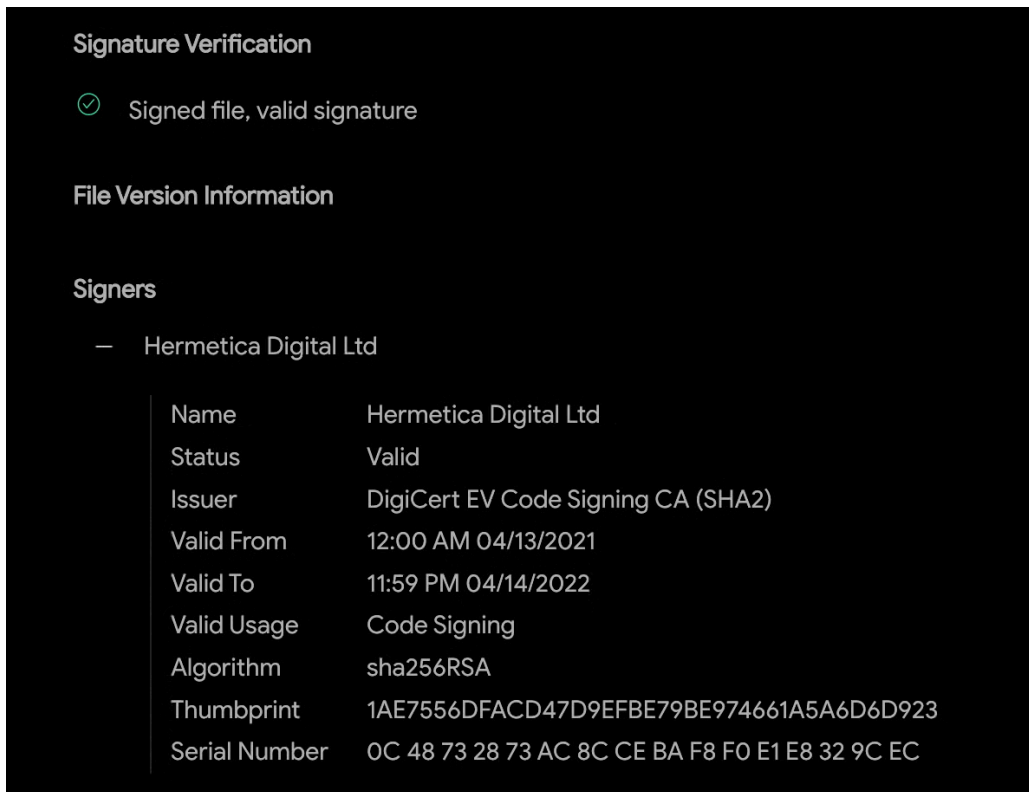 Signature Verification
Signed file, valid signature
File Version Information
Signers
– Hermetica Digital Ltd
Name Hermetica Digital Ltd
Status Valid
Issuer DigiCert EV Code Signing CA (SHA2)
Valid From 12:00 AM 04/13/2021
Valid To 11:59 PM 04/14/2022
Valid Usage Code Signing
Algorithm sha256RSA
Thumbprint 1AE7556DFACD47D9EFBE79BE974661A5A6D6D923
Serial Number 0C 48 73 28 73 AC 8C CE BA F8 F0 E1 E8 32 9C EC